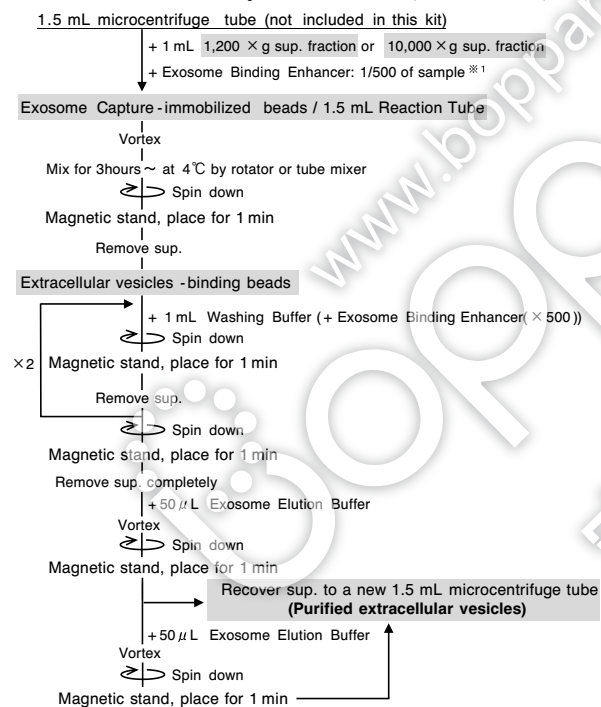 1.5 mL microcentrifuge tube (not included in this kit)
+ 1 mL 1,200 ×g sup. fraction or 10,000 ×g sup. fraction
+ Exosome Binding Enhancer: 1/500 of sample ※1
Exosome Capture-immobilized beads / 1.5 mL Reaction Tube
Vortex
Mix for 3hours~ at 4℃ by rotator or tube mixer
Spin down
Magnetic stand, place for 1 min
Remove sup.
Extracellular vesicles -binding beads
+ 1 mL Washing Buffer (+ Exosome Binding Enhancer(×500))
Spin down
×2 Magnetic stand, place for 1 min
Remove sup.
Spin down
Magnetic stand, place for 1 min
Remove sup. completely
+50 μL Exosome Elution Buffer
Vortex
Spin down
Magnetic stand, place for 1 min
Recover sup. to a new 1.5 mL microcentrifuge tube
(Purified extracellular vesicles)
+50 μL Exosome Elution Buffer
Vortex
Spin down
Magnetic stand, place for 1 min